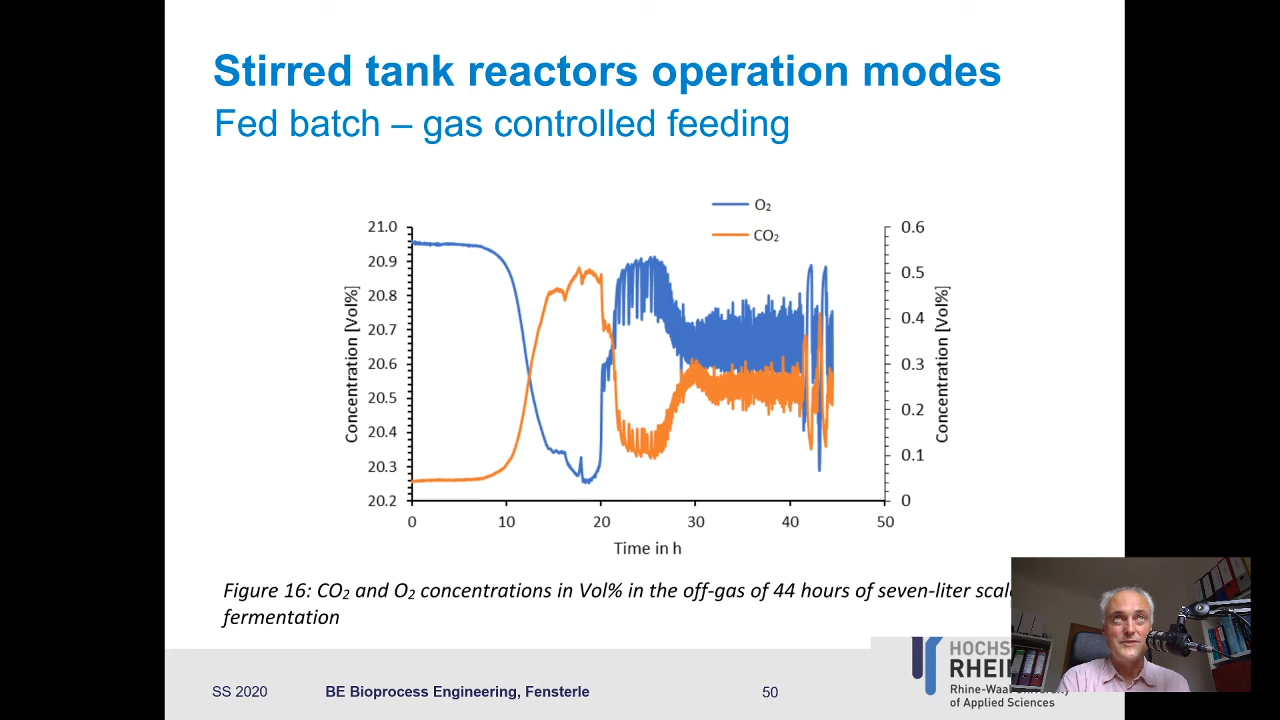 Stirred tank reactors operation modes
Fed batch – gas controlled feeding
O₂
CO₂
21.0
20.9
20.8
20.7
20.6
20.5
20.4
20.3
20.2
Concentration [Vol%]
0.6
0.5
0.4
0.3
0.2
0.1
0
Concentration [Vol%]
0 10 20 30 40 50
Time in h
Figure 16: CO₂ and O₂ concentrations in Vol% in the off-gas of 44 hours of seven-liter scale
fermentation
SS 2020 BE Bioprocess Engineering, Fensterle 50
HOCHS
RHEI
Rhine-Waal University
of Applied Sciences